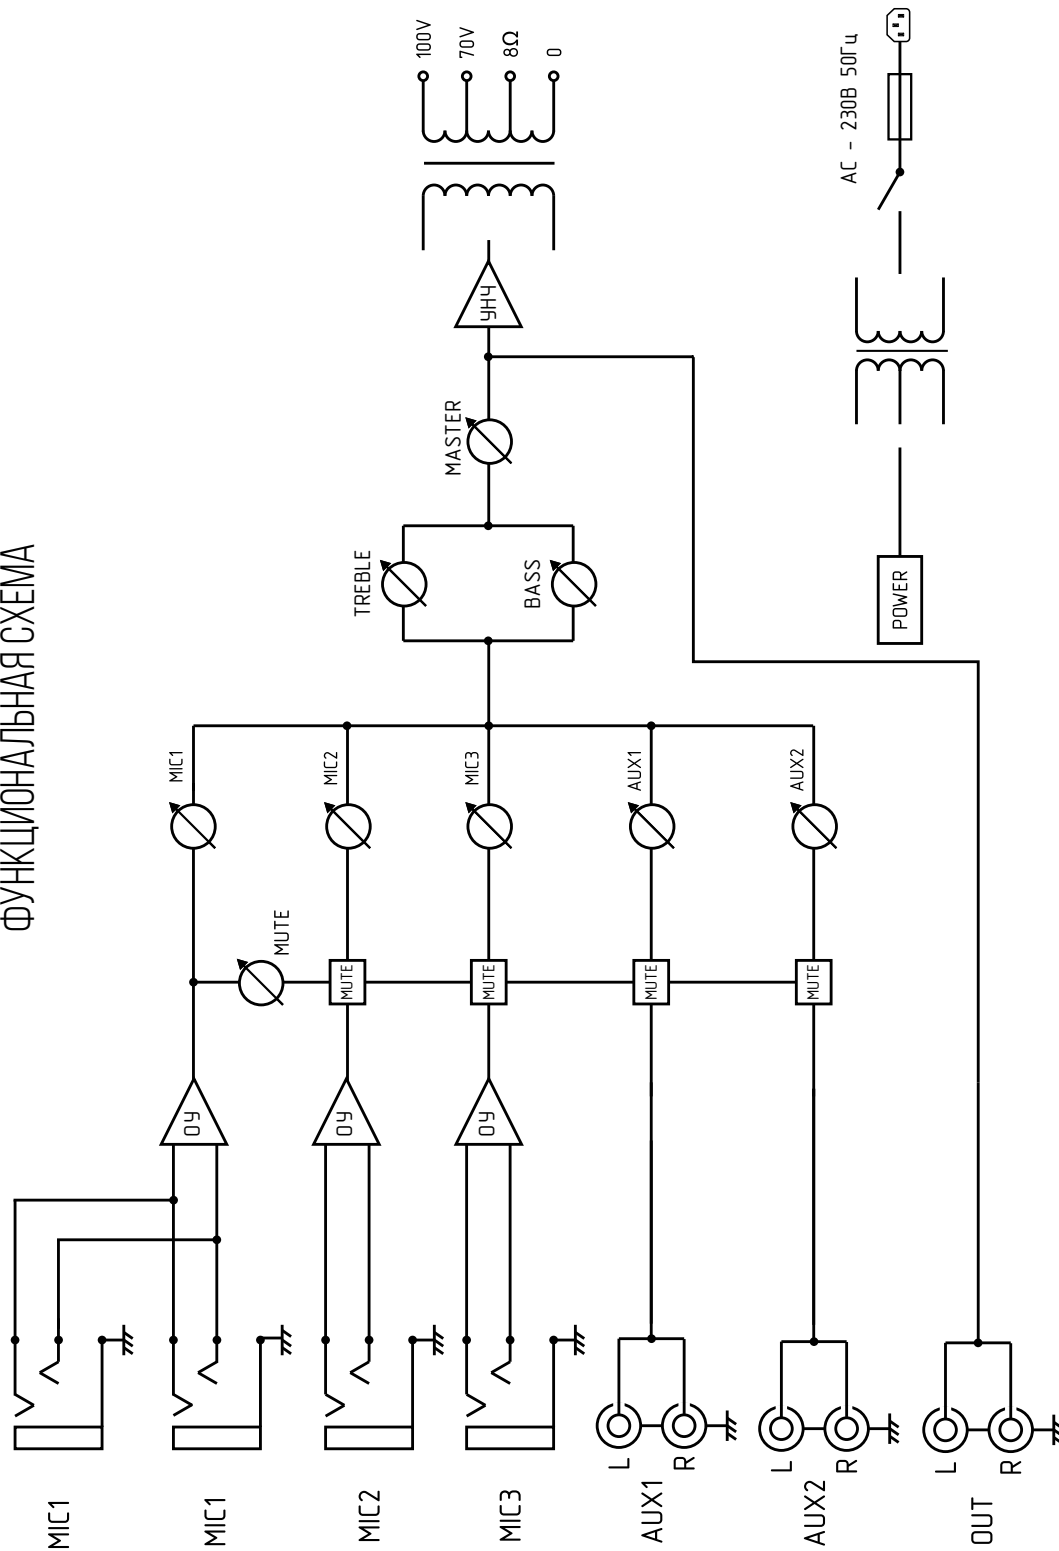 ФУНКЦИОНАЛЬНАЯ СХЕМА
MIC1
MIC1
MIC2
MIC3
AUX1
L
R
AUX2
L
R
OUT
L
R
ОУ
ОУ
ОУ
MUTE
MUTE
MUTE
MUTE
MUTE
MIC1
MIC2
MIC3
AUX1
AUX2
TREBLE
BASS
MASTER
УНЧ
100V
70V
8Ω
0
POWER
AC - 230В 50Гц